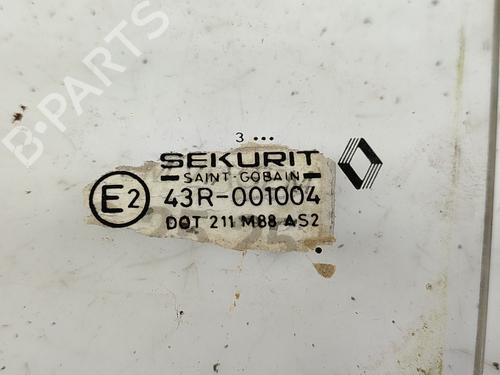 B-PARTS
3 ...
SEKURIT
SAINT-GOBAIN
E2
43R-001004
DOT 211 M88 AS2